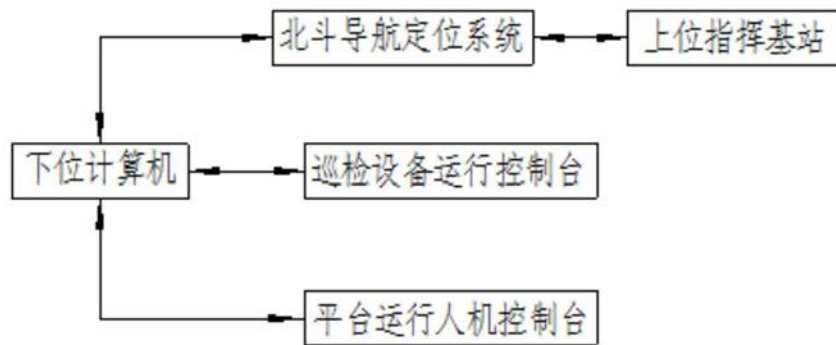 北斗导航定位系统
上位指挥基站
下位计算机
巡检设备运行控制台
平台运行人机控制台